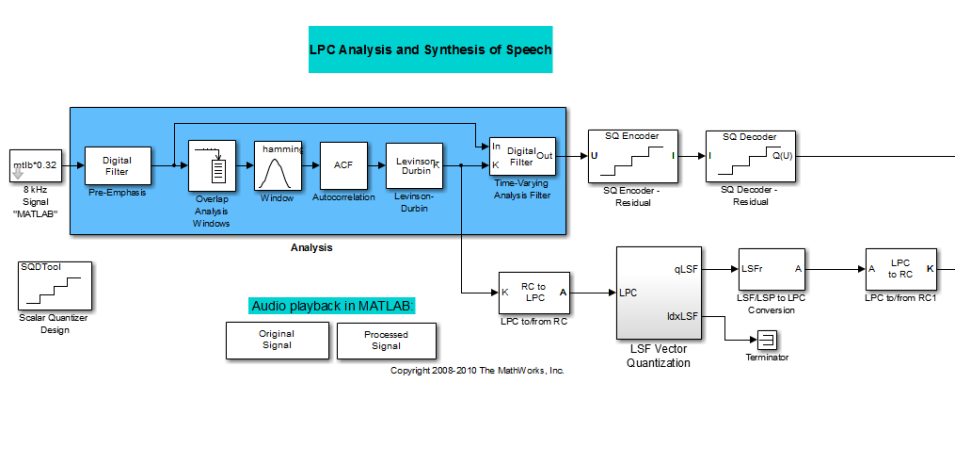 LPC Analysis and Synthesis of Speech
mtlb*0.32
8 kHz
Signal
"MATLAB"
Digital
Filter
Pre-Emphasis
Overlap
Analysis
Windows
hamming
Window
ACF
Autocorrelation
Levinson
Durbin
K
Levinson-
Durbin
In
K
Digital
Filter
Out
Time-Varying
Analysis Filter
Analysis
SQ Encoder
U
I
SQ Encoder -
Residual
SQ Decoder
I
Q(U)
SQ Decoder -
Residual
SQDTool
Scalar Quantizer
Design
Audio playback in MATLAB:
Original
Signal
Processed
Signal
K
RC to
LPC
A
LPC to/from RC
LPC
qLSF
IdxLSF
LSF Vector
Quantization
LSFr
A
LSF/LSP to LPC
Conversion
Terminator
A
LPC
to RC
K
LPC to/from RC1
Copyright 2008-2010 The MathWorks, Inc.